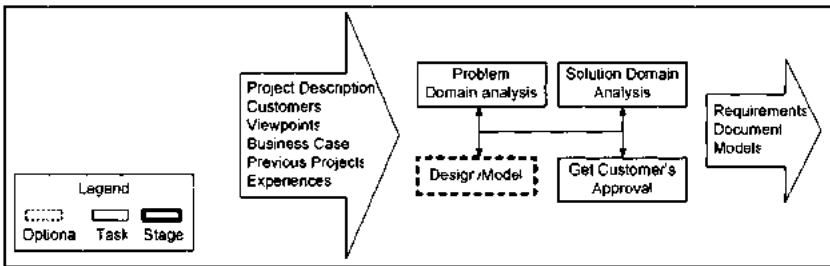 Project Description
Customers
Viewpoints
Business Case
Previous Projects
Experiences
Problem
Domain analysis
Solution Domain
Analysis
Design/Model
Get Customer's
Approval
Requirements
Document
Models
Legend
Optiona
Task
Stage